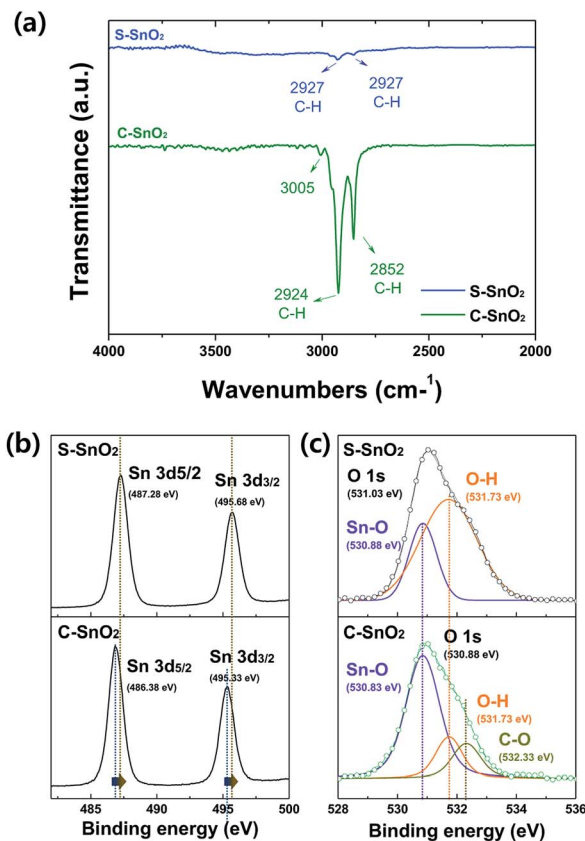 (a)
S-SnO₂
2927
C-H
2927
C-H
C-SnO₂
3005
2924
C-H
2852
C-H
S-SnO₂
C-SnO₂
Transmittance (a.u.)
4000 3500 3000 2500 2000
Wavenumbers (cm-¹)
(b)
S-SnO₂
Sn 3d5/2
(487.28 eV)
Sn 3d3/2
(495.68 eV)
C-SnO₂
Sn 3d5/2
(486.38 eV)
Sn 3d3/2
(495.33 eV)
485 490 495 500
Binding energy (eV)
(c)
S-SnO₂
O 1s
(531.03 eV)
O-H
(531.73 eV)
Sn-O
(530.88 eV)
C-SnO₂
O 1s
(530.88 eV)
Sn-O
(530.83 eV)
O-H
(531.73 eV)
C-O
(532.33 eV)
528 530 532 534 536
Binding energy (eV)